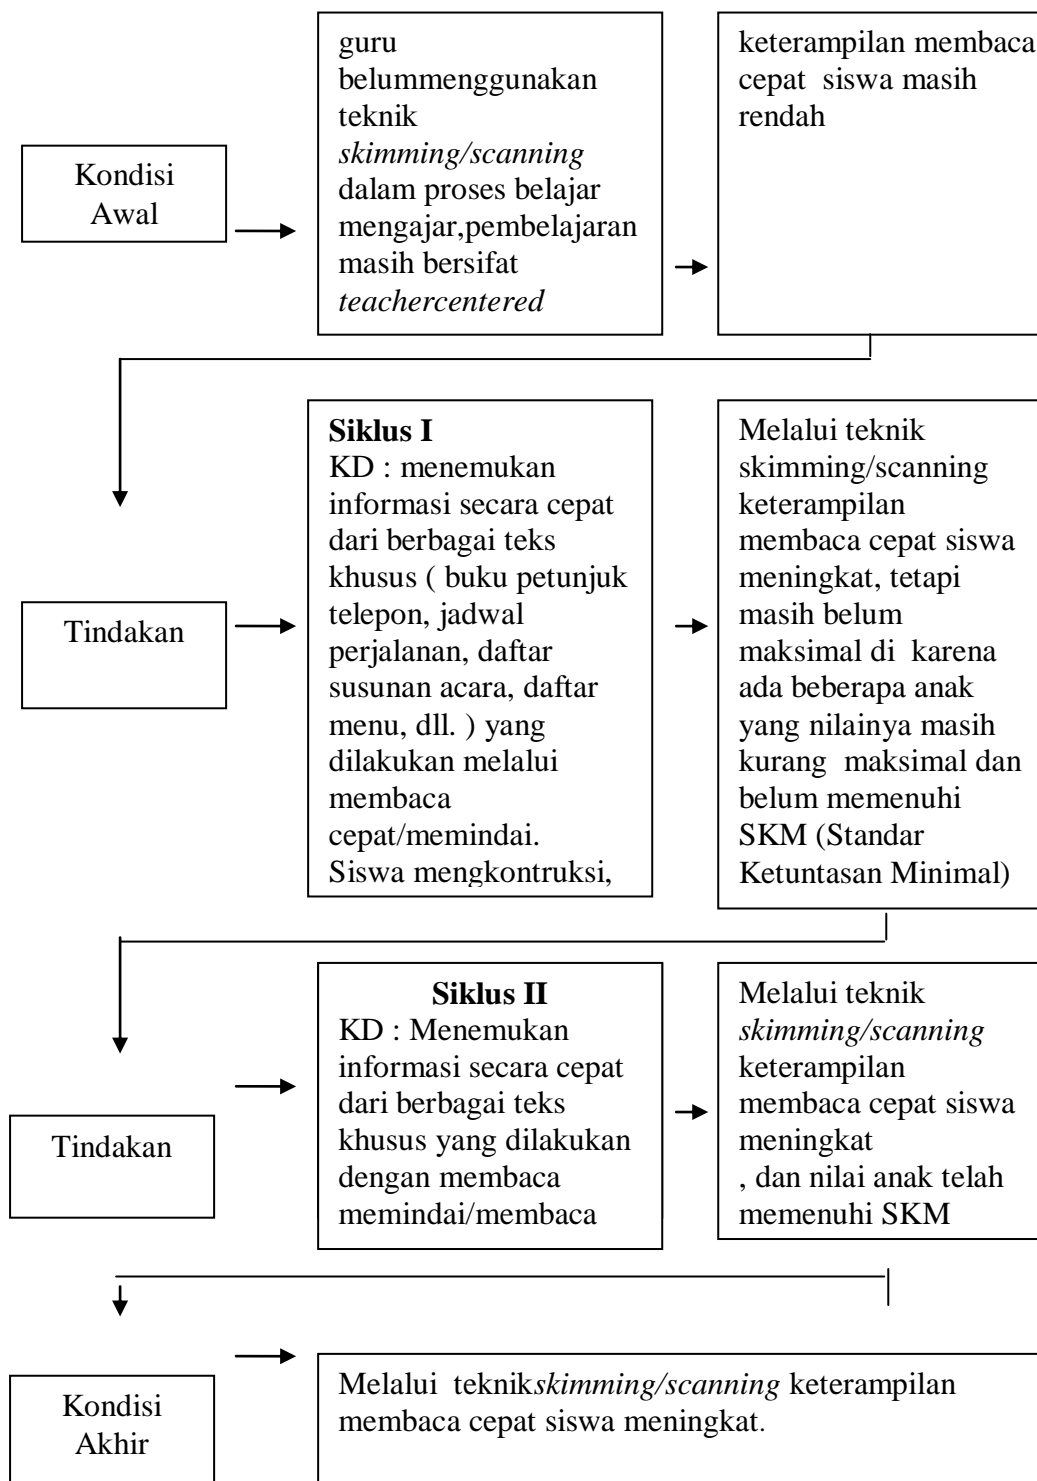 Kondisi
Awal
guru
belummenggunakan
teknik
skimming/scanning
dalam proses belajar
mengajar,pembelajaran
masih bersifat
teachercentered
keterampilan membaca
cepat siswa masih
rendah
Tindakan
Siklus I
KD : menemukan
informasi secara cepat
dari berbagai teks
khusus ( buku petunjuk
telepon, jadwal
perjalanan, daftar
susunan acara, daftar
menu, dll. ) yang
dilakukan melalui
membaca
cepat/memindai.
Siswa mengkontruksi,
Melalui teknik
skimming/scanning
keterampilan
membaca cepat siswa
meningkat, tetapi
masih belum
maksimal di karena
ada beberapa anak
yang nilainya masih
kurang maksimal dan
belum memenuhi
SKM (Standar
Ketuntasan Minimal)
Tindakan
Siklus II
KD : Menemukan
informasi secara cepat
dari berbagai teks
khusus yang dilakukan
dengan membaca
memindai/membaca
Melalui teknik
skimming/scanning
keterampilan
membaca cepat siswa
meningkat
, dan nilai anak telah
memenuhi SKM
Kondisi
Akhir
Melalui teknikskimming/scanning keterampilan
membaca cepat siswa meningkat.